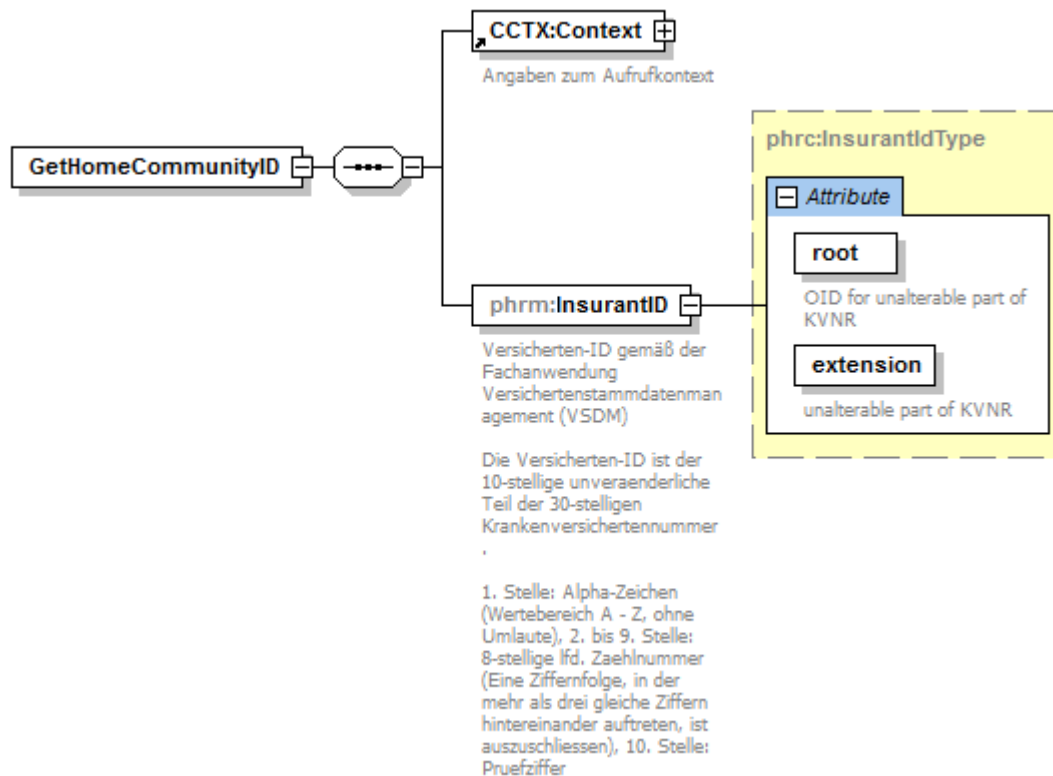 CCTX:Context
Angaben zum Aufrufkontext
GetHomeCommunityID
phrc:InsurantIdType
Attribute
root
OID for unalterable part of
KVNR
extension
unalterable part of KVNR
phrm:InsurantID
Versicherten-ID gemäß der
Fachanwendung
Versichertenstammdatenman
agement (VSDM)
Die Versicherten-ID ist der
10-stellige unveraenderliche
Teil der 30-stelligen
Krankenversichertennummer
.
1. Stelle: Alpha-Zeichen
(Wertebereich A - Z, ohne
Umlaute), 2. bis 9. Stelle:
8-stellige lfd. Zaehlnummer
(Eine Ziffernfolge, in der
mehr als drei gleiche Ziffern
hintereinander auftreten, ist
auszuschliessen), 10. Stelle:
Pruefziffer